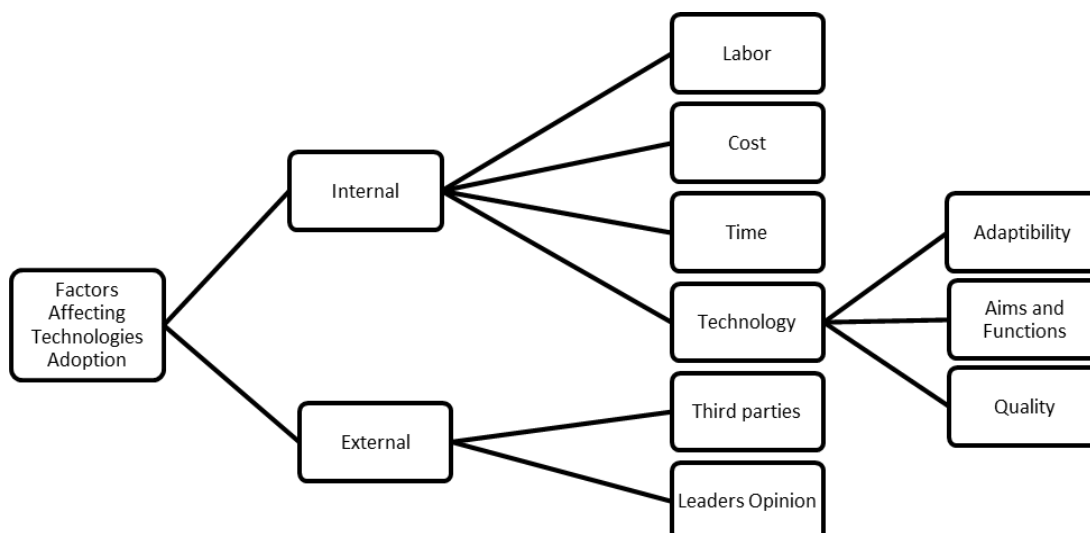 Factors
Affecting
Technologies
Adoption
Internal
External
Labor
Cost
Time
Technology
Third parties
Leaders Opinion
Adaptibility
Aims and
Functions
Quality